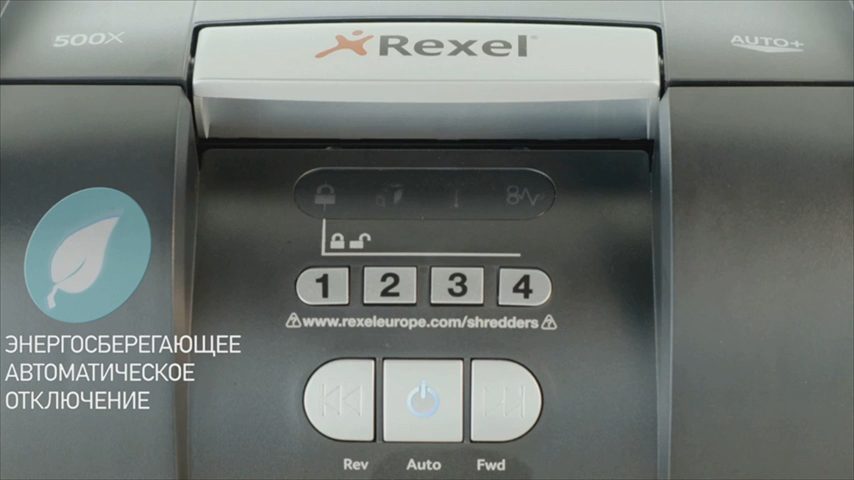 500X
Rexel
AUTO+
1 2 3 4
www.rexeleurope.com/shredders
ЭНЕРГОСБЕРЕГАЮЩЕЕ
АВТОМАТИЧЕСКОЕ
ОТКЛЮЧЕНИЕ
Rev Auto Fwd